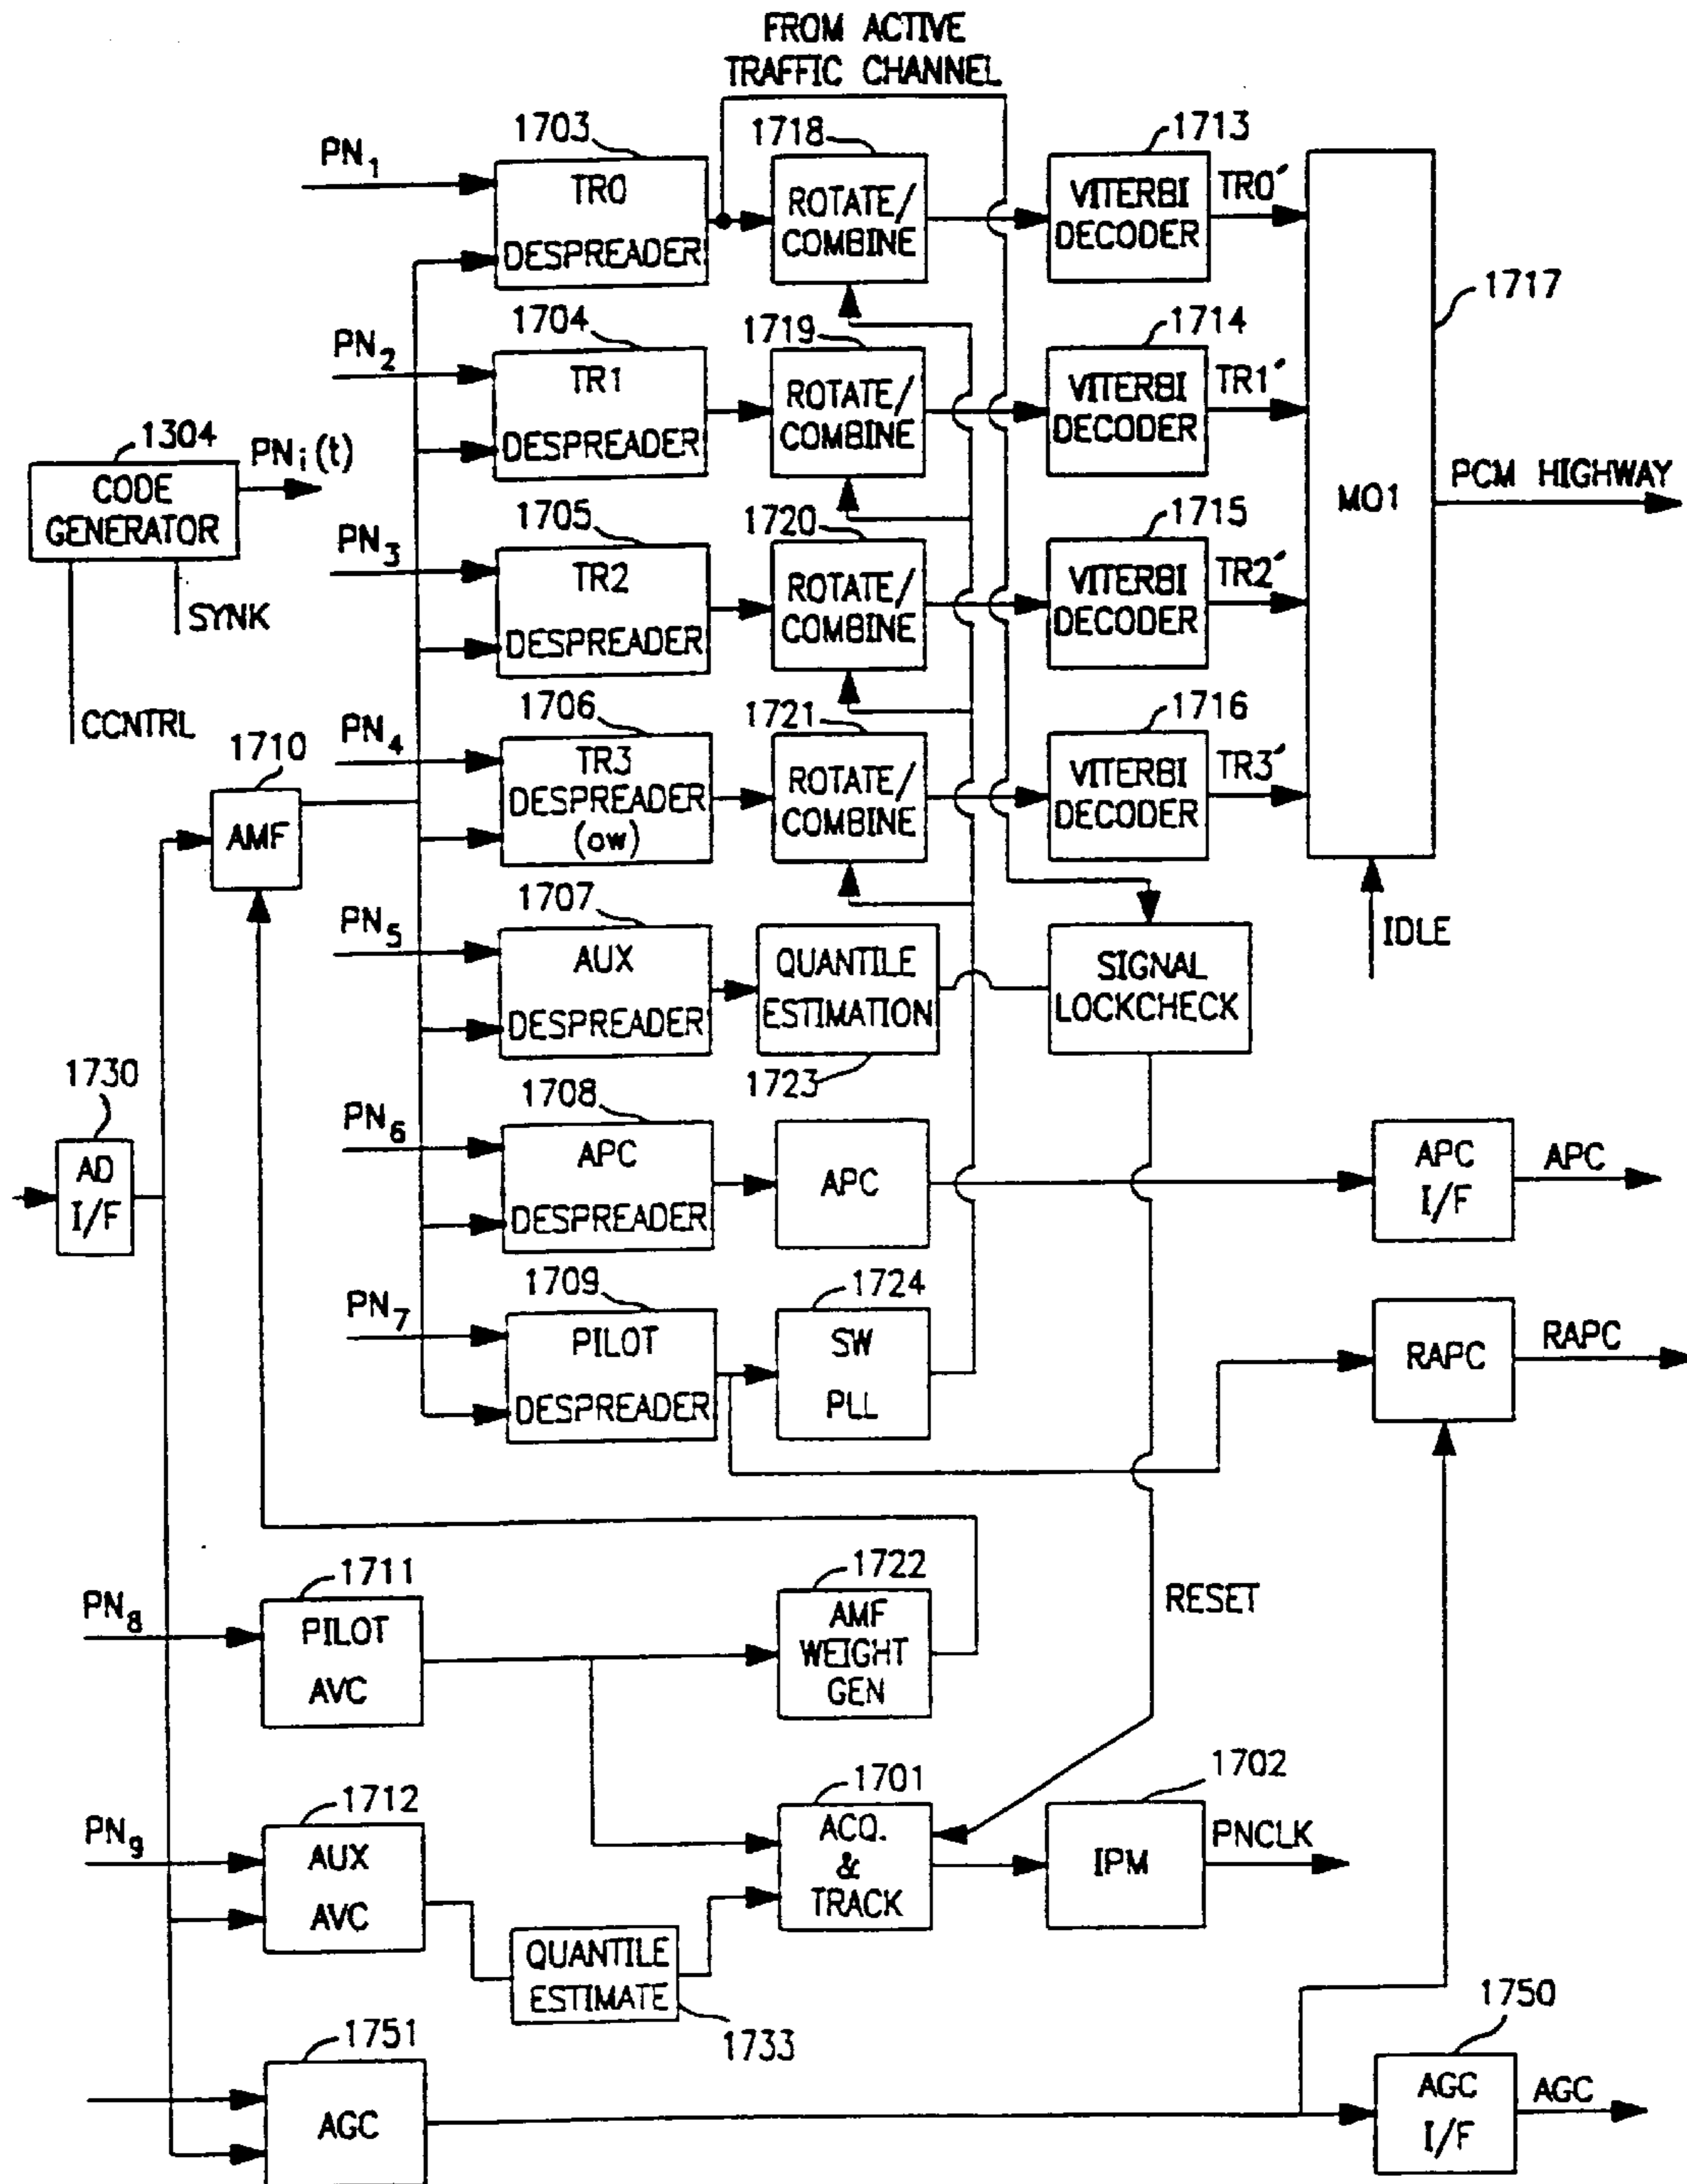 FROM ACTIVE
TRAFFIC CHANNEL
1703
1718
1713
PN1
TR0
DESPREADER
ROTATE/
COMBINE
VITERBI
DECODER
TR0′
1717
1704
1719
1714
PN2
TR1
DESPREADER
ROTATE/
COMBINE
VITERBI
DECODER
TR1′
1304
PNi(t)
CODE
GENERATOR
SYNK
CCNTRL
M01
PCM HIGHWAY
1705
1720
1715
PN3
TR2
DESPREADER
ROTATE/
COMBINE
VITERBI
DECODER
TR2′
1706
1721
1716
PN4
TR3
DESPREADER
(ow)
ROTATE/
COMBINE
VITERBI
DECODER
TR3′
1710
AMF
IDLE
1707
PN5
AUX
DESPREADER
QUANTILE
ESTIMATION
1723
SIGNAL
LOCKCHECK
1730
AD
I/F
1708
PN6
APC
DESPREADER
APC
APC
I/F
APC
1709
1724
PN7
PILOT
DESPREADER
SW
PLL
RAPC
RAPC
1711
1722
PN8
PILOT
AVC
AMF
WEIGHT
GEN
RESET
1712
1701
1702
PN9
AUX
AVC
ACQ.
&
TRACK
IPM
PNCLK
QUANTILE
ESTIMATE
1733
1751
AGC
1750
AGC
I/F
AGC